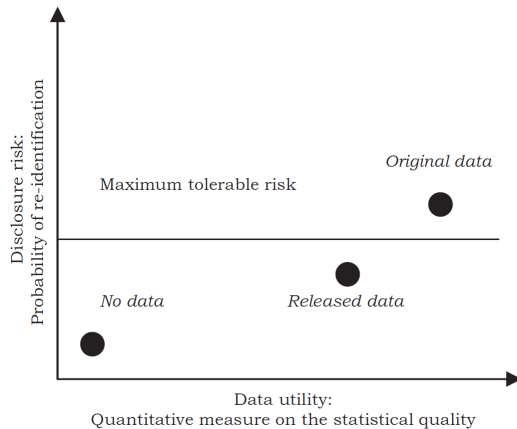 Disclosure risk:
Probability of re-identification
Original data
Maximum tolerable risk
No data
Released data
Data utility:
Quantitative measure on the statistical quality